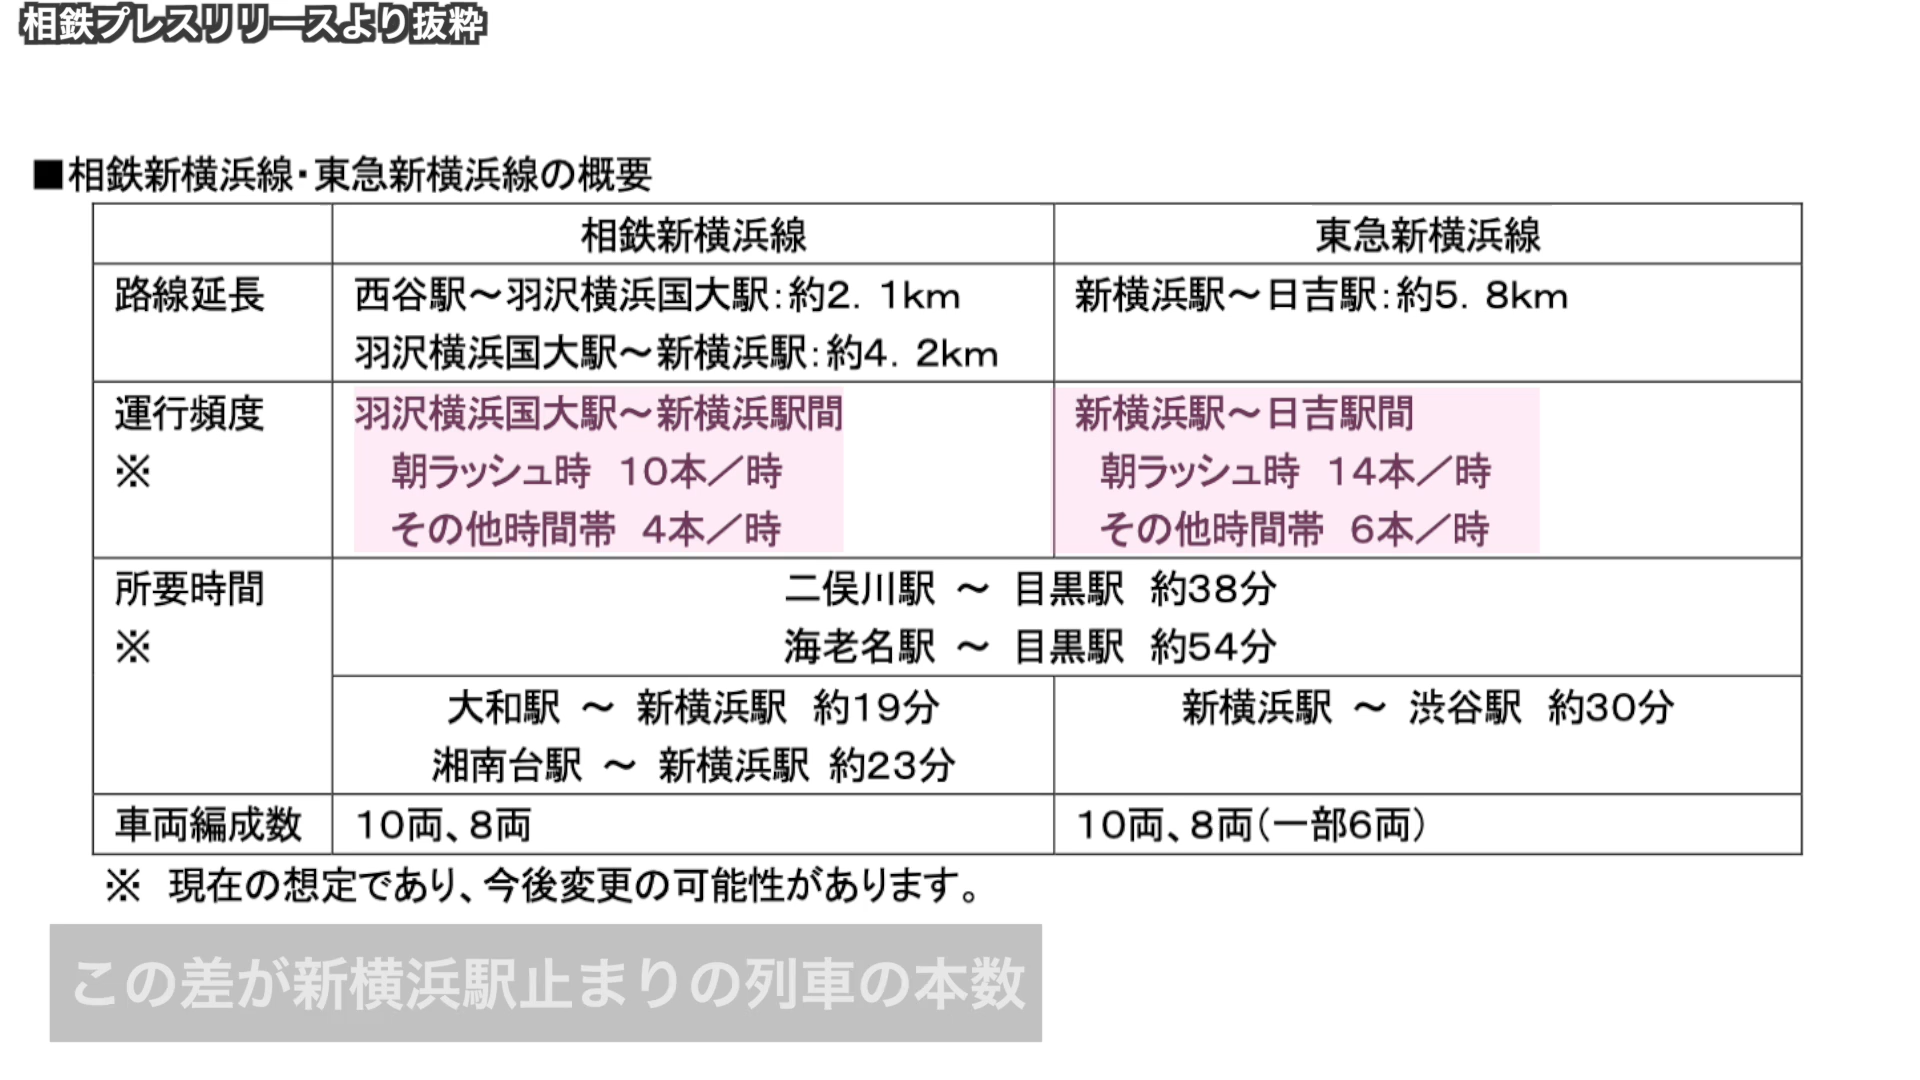 相鉄プレスリリースより抜粋
■相鉄新横浜線・東急新横浜線の概要
相鉄新横浜線 東急新横浜線
路線延長 西谷駅～羽沢横浜国大駅:約2．1km 新横浜駅～日吉駅:約5．8km
羽沢横浜国大駅～新横浜駅:約4．2km
運行頻度 羽沢横浜国大駅～新横浜駅間 新横浜駅～日吉駅間
※ 朝ラッシュ時 10本／時 朝ラッシュ時 14本／時
その他時間帯 4本／時 その他時間帯 6本／時
所要時間 二俣川駅 ～ 目黒駅 約38分
※ 海老名駅 ～ 目黒駅 約54分
大和駅 ～ 新横浜駅 約19分 新横浜駅 ～ 渋谷駅 約30分
湘南台駅 ～ 新横浜駅 約23分
車両編成数 10両、8両 10両、8両（一部6両）
※ 現在の想定であり、今後変更の可能性があります。
この差が新横浜駅止まりの列車の本数